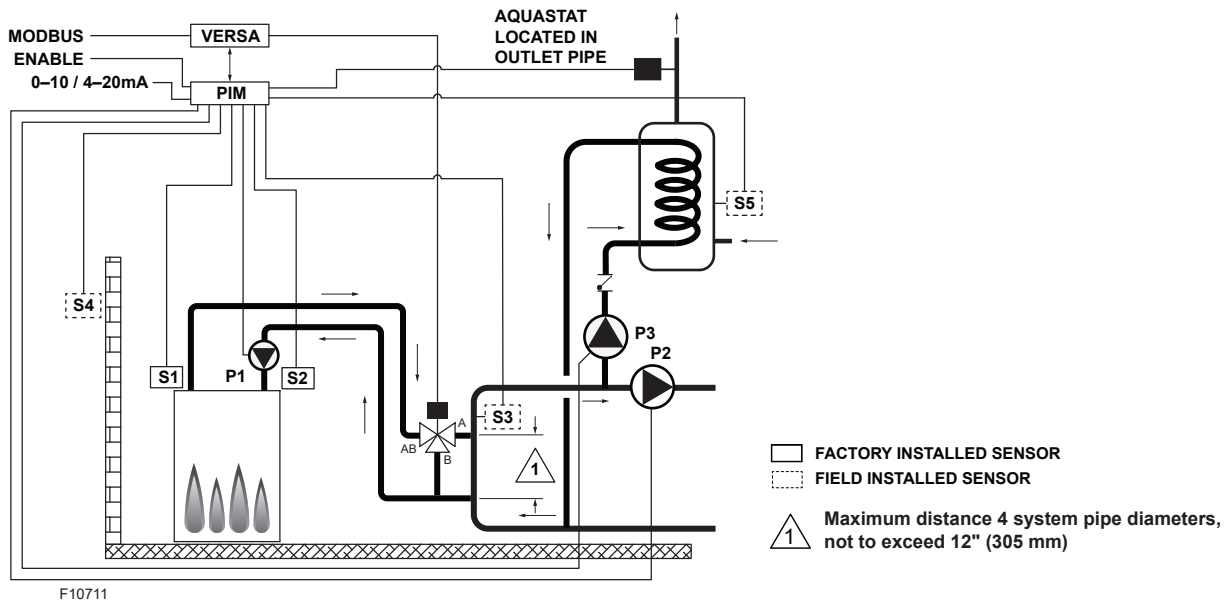 MODBUS
VERSA
ENABLE
0–10 / 4–20mA
PIM
AQUASTAT
LOCATED IN
OUTLET PIPE
S5
S4
S1
P1
S2
P3
P2
S3
A
AB
B
1
FACTORY INSTALLED SENSOR
FIELD INSTALLED SENSOR
1
Maximum distance 4 system pipe diameters,
not to exceed 12" (305 mm)
F10711